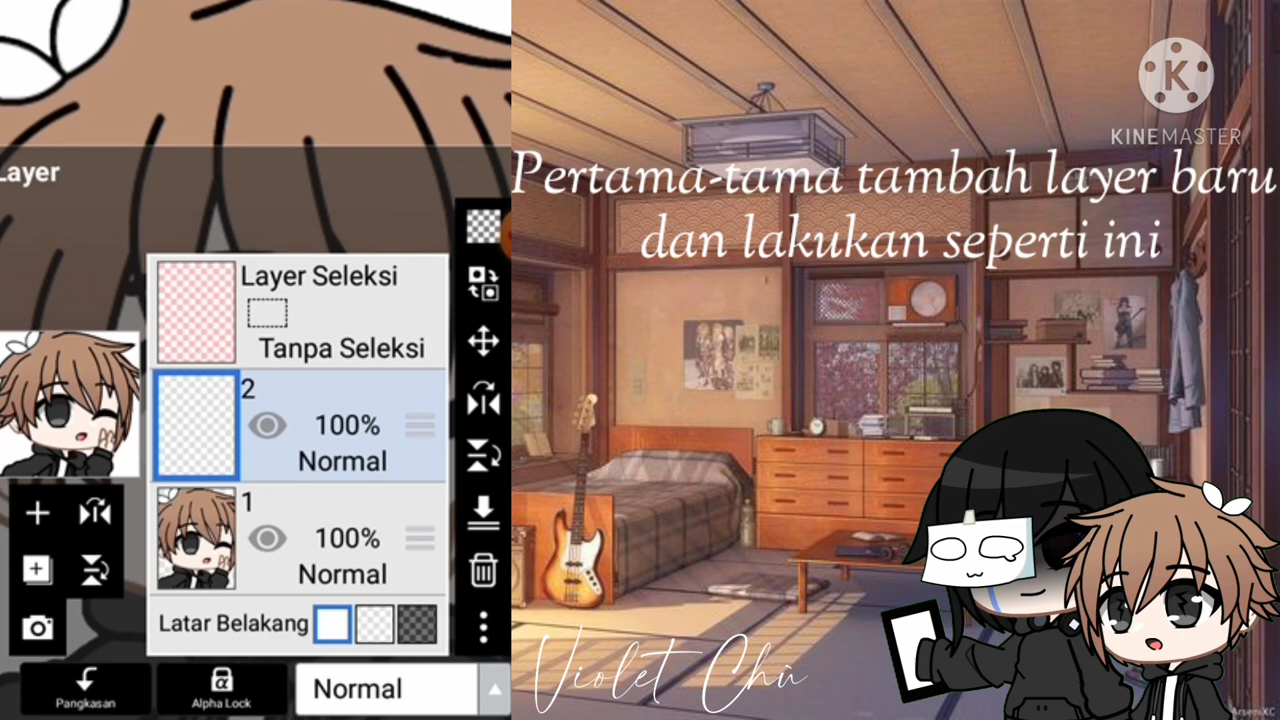 Layer
Layer Seleksi
Tanpa Seleksi
2
100%
Normal
1
100%
Normal
Latar Belakang
Pangkasan
α
Alpha Lock
Normal
K
KINEMASTER
Pertama-tama tambah layer baru
dan lakukan seperti ini
Violet Chù
ArseniXC